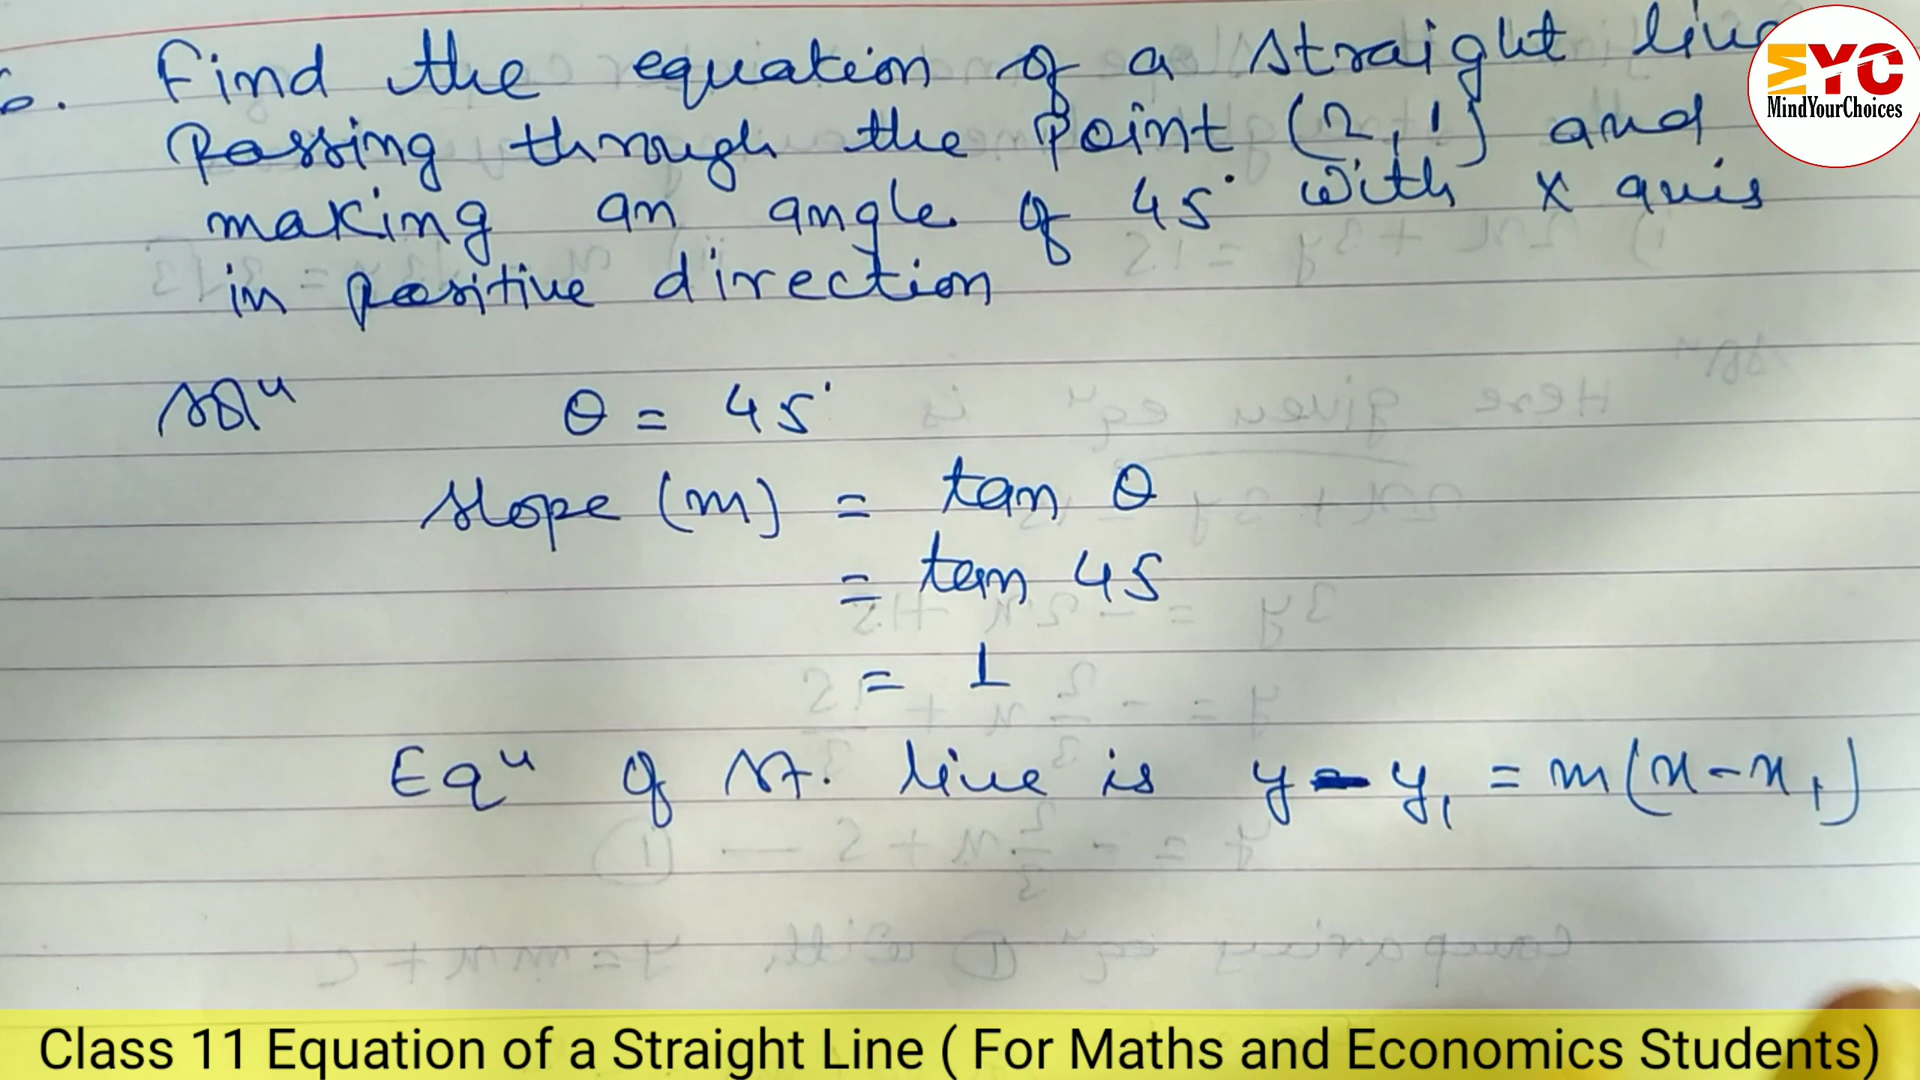 6. Find the equation of a straight line
passing through the point (2,1) and
making an angle of 45° with x axis
in positive direction
Solⁿ θ = 45°
slope (m) = tan θ
= tan 45
= 1
Eqⁿ of st. line is y - y₁ = m(x - x₁)
MYC
MindYourChoices
Class 11 Equation of a Straight Line ( For Maths and Economics Students)